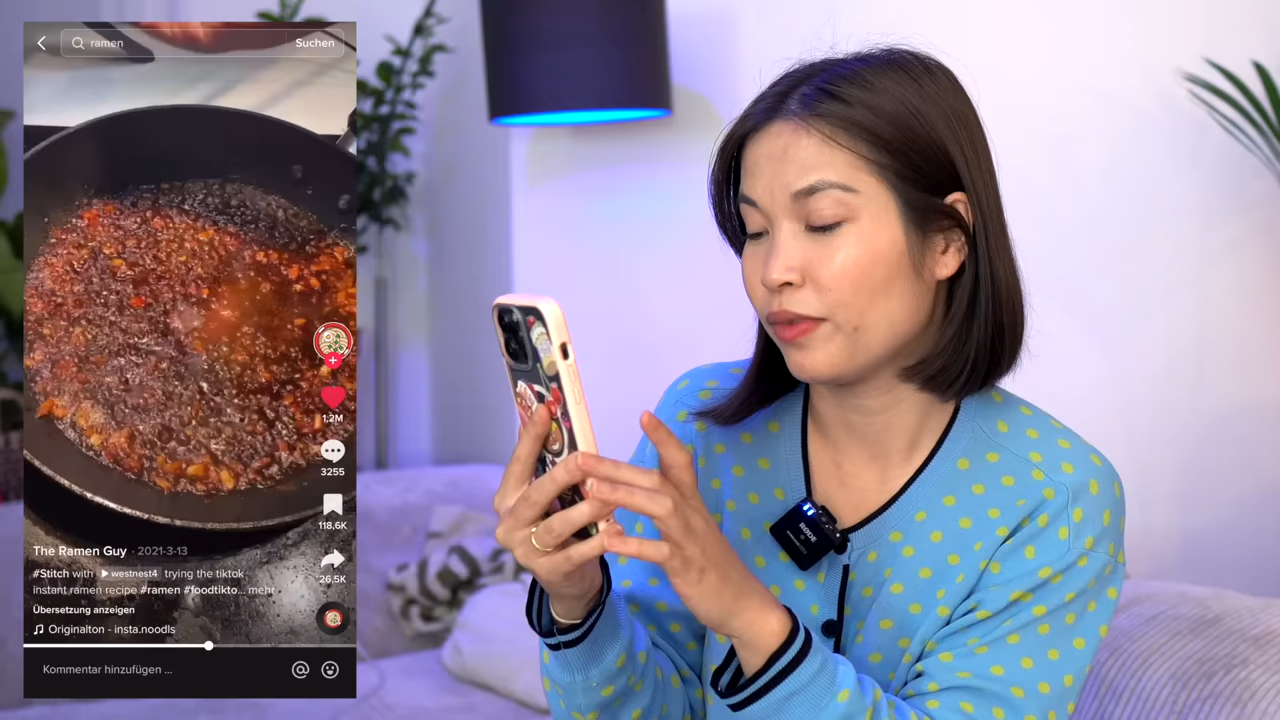 ramen
Suchen
1,2M
3255
118,6K
26,5K
The Ramen Guy · 2021-3-13
#Stitch with ▶ westnest4 trying the tiktok
instant ramen recipe #ramen #foodtikto... mehr
Übersetzung anzeigen
Originalton - insta.noodls
Kommentar hinzufügen ...
@
RØDE